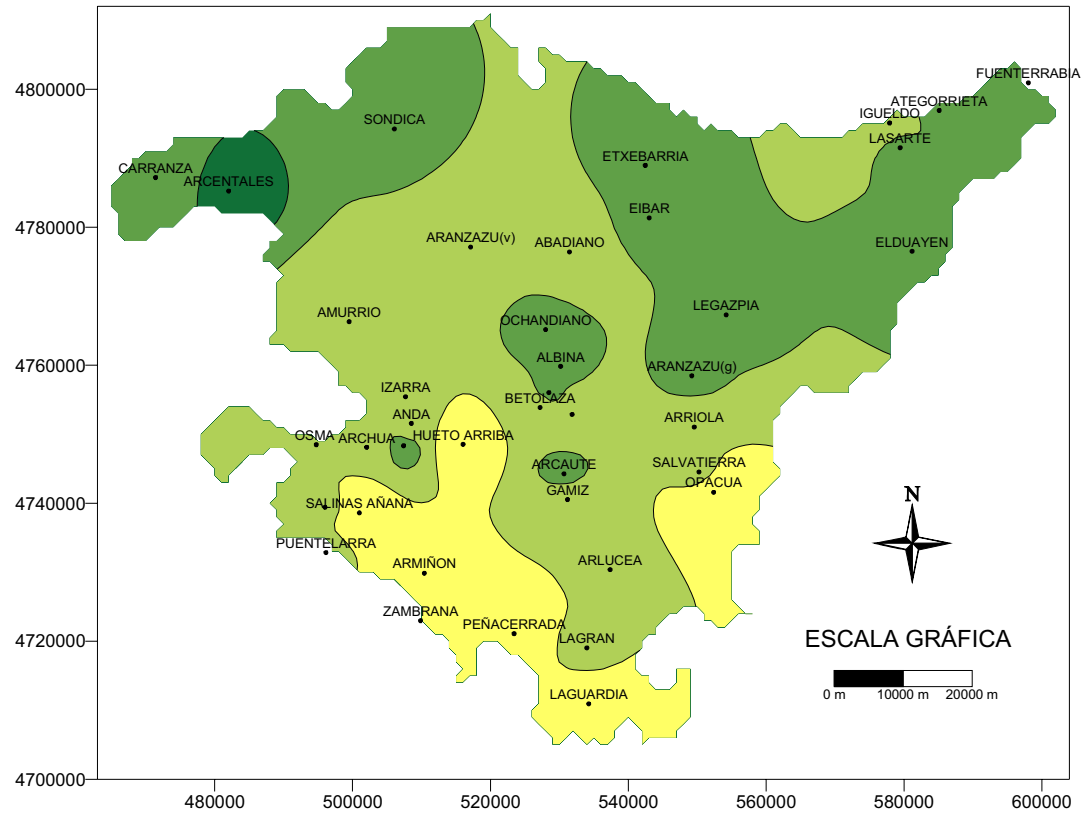 FUENTERRABIA
4800000
ATEGORRIETA
IGUELDO
SONDICA
LASARTE
ETXEBARRIA
CARRANZA
ARCENTALES
EIBAR
4780000
ARANZAZU(v)
ABADIANO
ELDUAYEN
LEGAZPIA
AMURRIO
OCHANDIANO
4760000
ALBINA
ARANZAZU(g)
IZARRA
BETOLAZA
ANDA
ARRIOLA
OSMA
ARCHUA
HUETO ARRIBA
ARCAUTE
SALVATIERRA
OPACUA
GAMIZ
4740000
SALINAS AÑANA
N
PUENTELARRA
ARMIÑON
ARLUCEA
ZAMBRANA
PEÑACERRADA
4720000
LAGRAN
ESCALA GRÁFICA
LAGUARDIA
0 m 10000 m 20000 m
4700000
480000 500000 520000 540000 560000 580000 600000